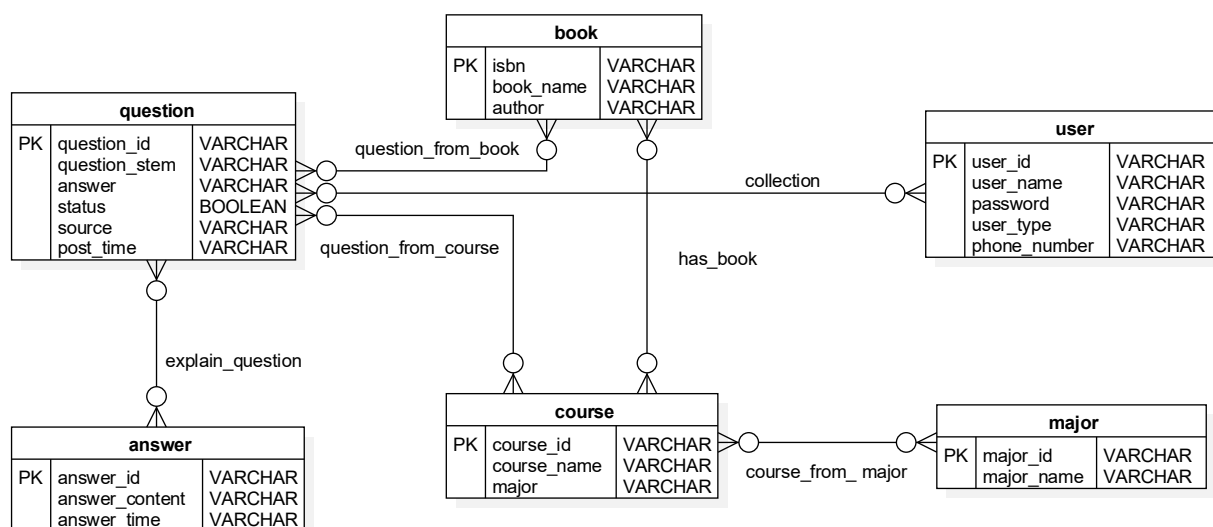 book
PK isbn VARCHAR
book_name VARCHAR
author VARCHAR
question
PK question_id VARCHAR
question_stem VARCHAR
answer VARCHAR
status BOOLEAN
source VARCHAR
post_time VARCHAR
question_from_book
user
PK user_id VARCHAR
user_name VARCHAR
password VARCHAR
user_type VARCHAR
phone_number VARCHAR
collection
question_from_course
has_book
explain_question
course
PK course_id VARCHAR
course_name VARCHAR
major VARCHAR
course_from_ major
major
PK major_id VARCHAR
major_name VARCHAR
answer
PK answer_id VARCHAR
answer_content VARCHAR
answer_time VARCHAR